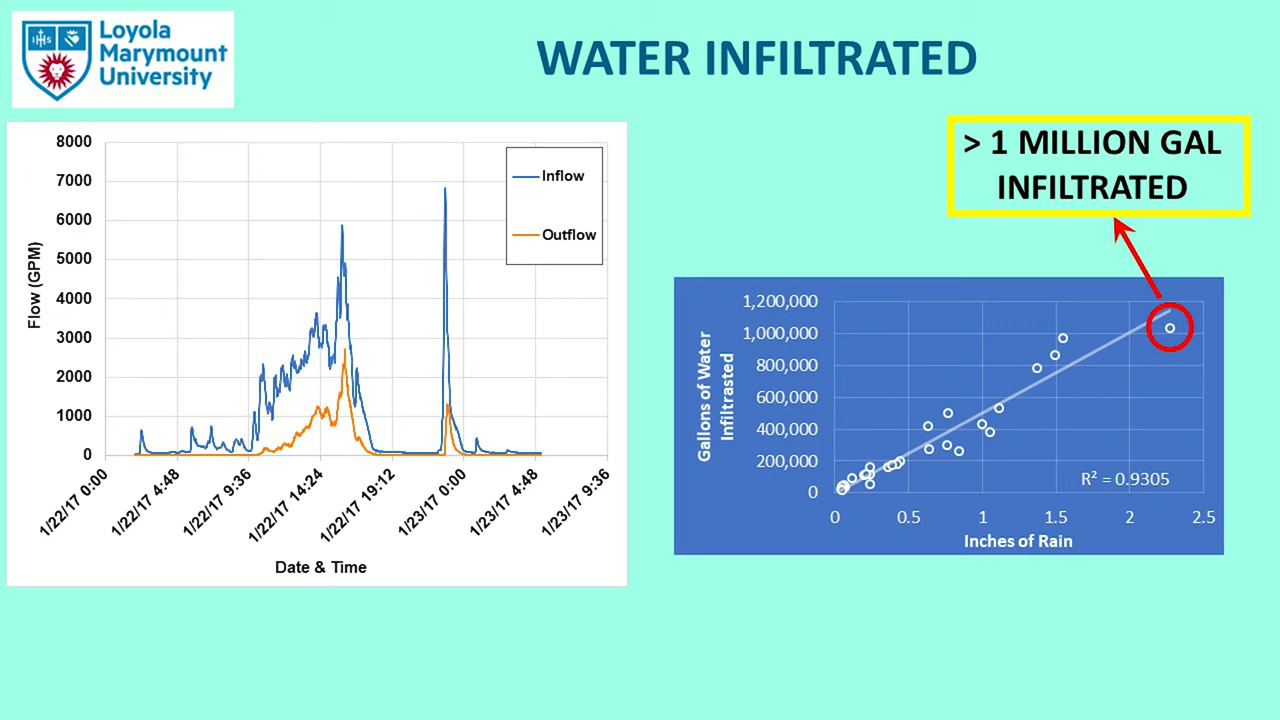 IHS
Loyola
Marymount
University
WATER INFILTRATED
> 1 MILLION GAL
INFILTRATED
8000
7000
6000
5000
4000
3000
2000
1000
0
Flow (GPM)
Inflow
Outflow
1/22/17 0:00
1/22/17 4:48
1/22/17 9:36
1/22/17 14:24
1/22/17 19:12
1/23/17 0:00
1/23/17 4:48
1/23/17 9:36
Date & Time
Gallons of Water
Infiltrasted
1,200,000
1,000,000
800,000
600,000
400,000
200,000
0
R² = 0.9305
0
0.5
1
1.5
2
2.5
Inches of Rain